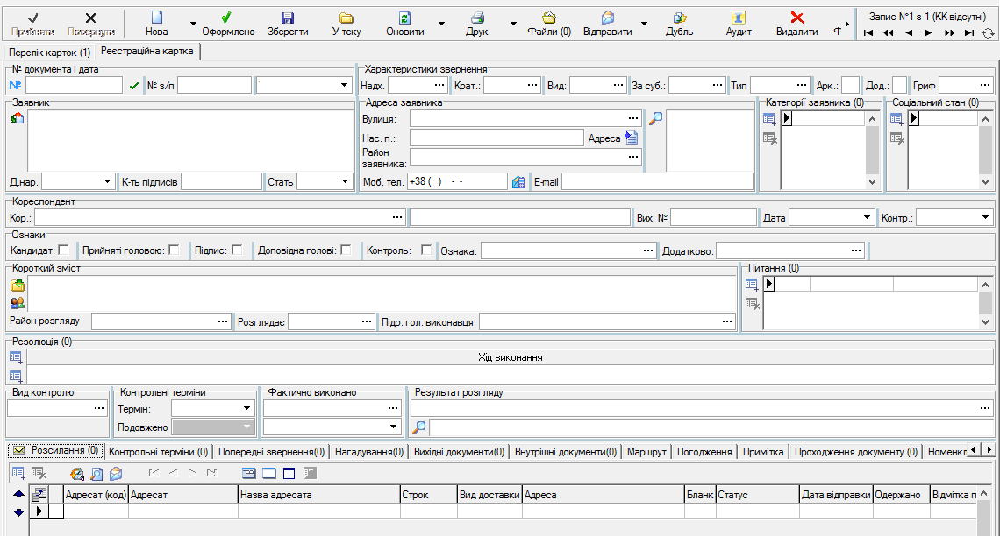 Прийняти Повернути Нова Оформлено Зберегти У теку Оновити Друк Файли (0) Відправити Дубль Аудит Видалити Запис №1 з 1 (КК відсутні)
Перелік карток (1) Реєстраційна картка
№ документа і дата Характеристики звернення
№ № з/п Надх. Крат.: Вид: За суб.: Тип Арк.: Дод.: Гриф
Заявник Адреса заявника Категорії заявника (0) Соціальний стан (0)
Вулиця:
Нас. п.: Адреса
Район заявника:
Д.нар. К-ть підписів Стать Моб. тел. +38 ( ) - - E-mail
Кореспондент
Кор.: Вих. № Дата Контр.:
Ознаки
Кандидат: Прийняті головою: Підпис: Доповідна голові: Контроль: Ознака: Додатково:
Короткий зміст Питання (0)
Район розгляду Розглядає Підр. гол. виконавця:
Резолюція (0)
Хід виконання
Вид контролю Контрольні терміни Фактично виконано Результат розгляду
Термін:
Подовжено
Розсилання (0) Контрольні терміни (0) Попередні звернення(0) Нагадування(0) Вихідні документи(0) Внутрішні документи(0) Маршрут Погодження Примітка Проходження документу (0) Номенкл
Адресат (код) Адресат Назва адресата Строк Вид доставки Адреса Бланк Статус Дата відправки Одержано Відмітка п